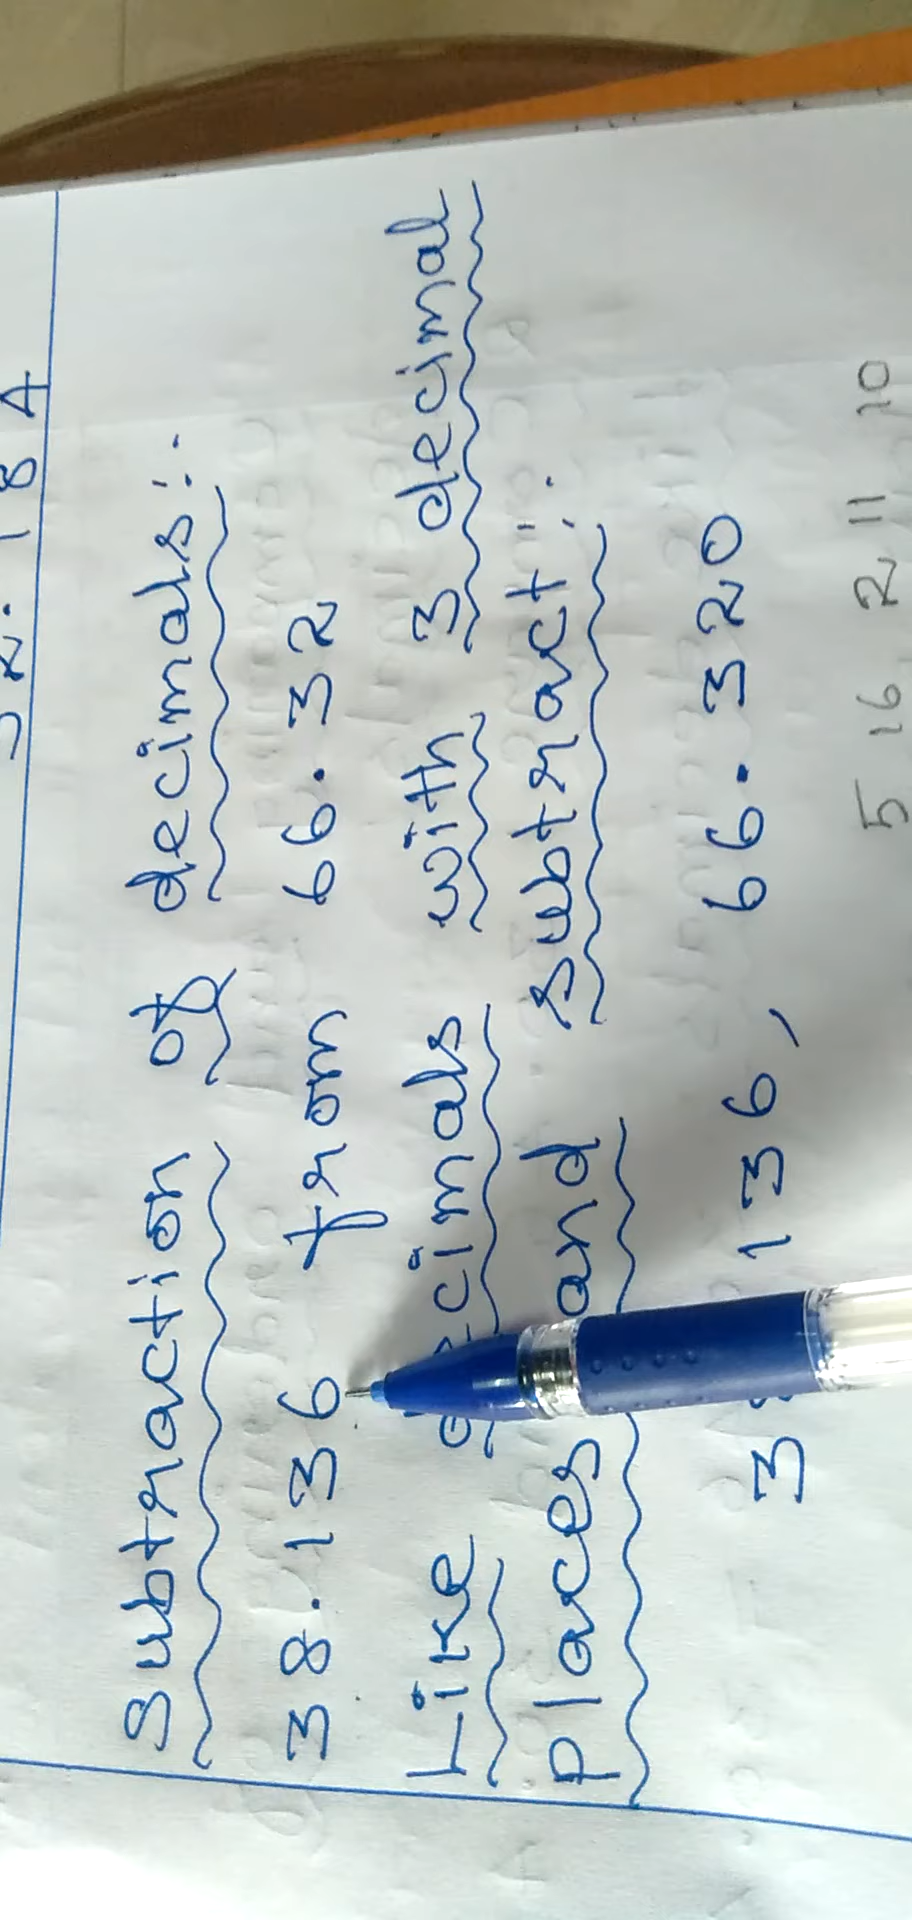 Subtraction of decimals:-
38.136 from 66.32
Like decimals with 3 decimal
places and subtract:-
136, 66.320
5 16 2 11 10